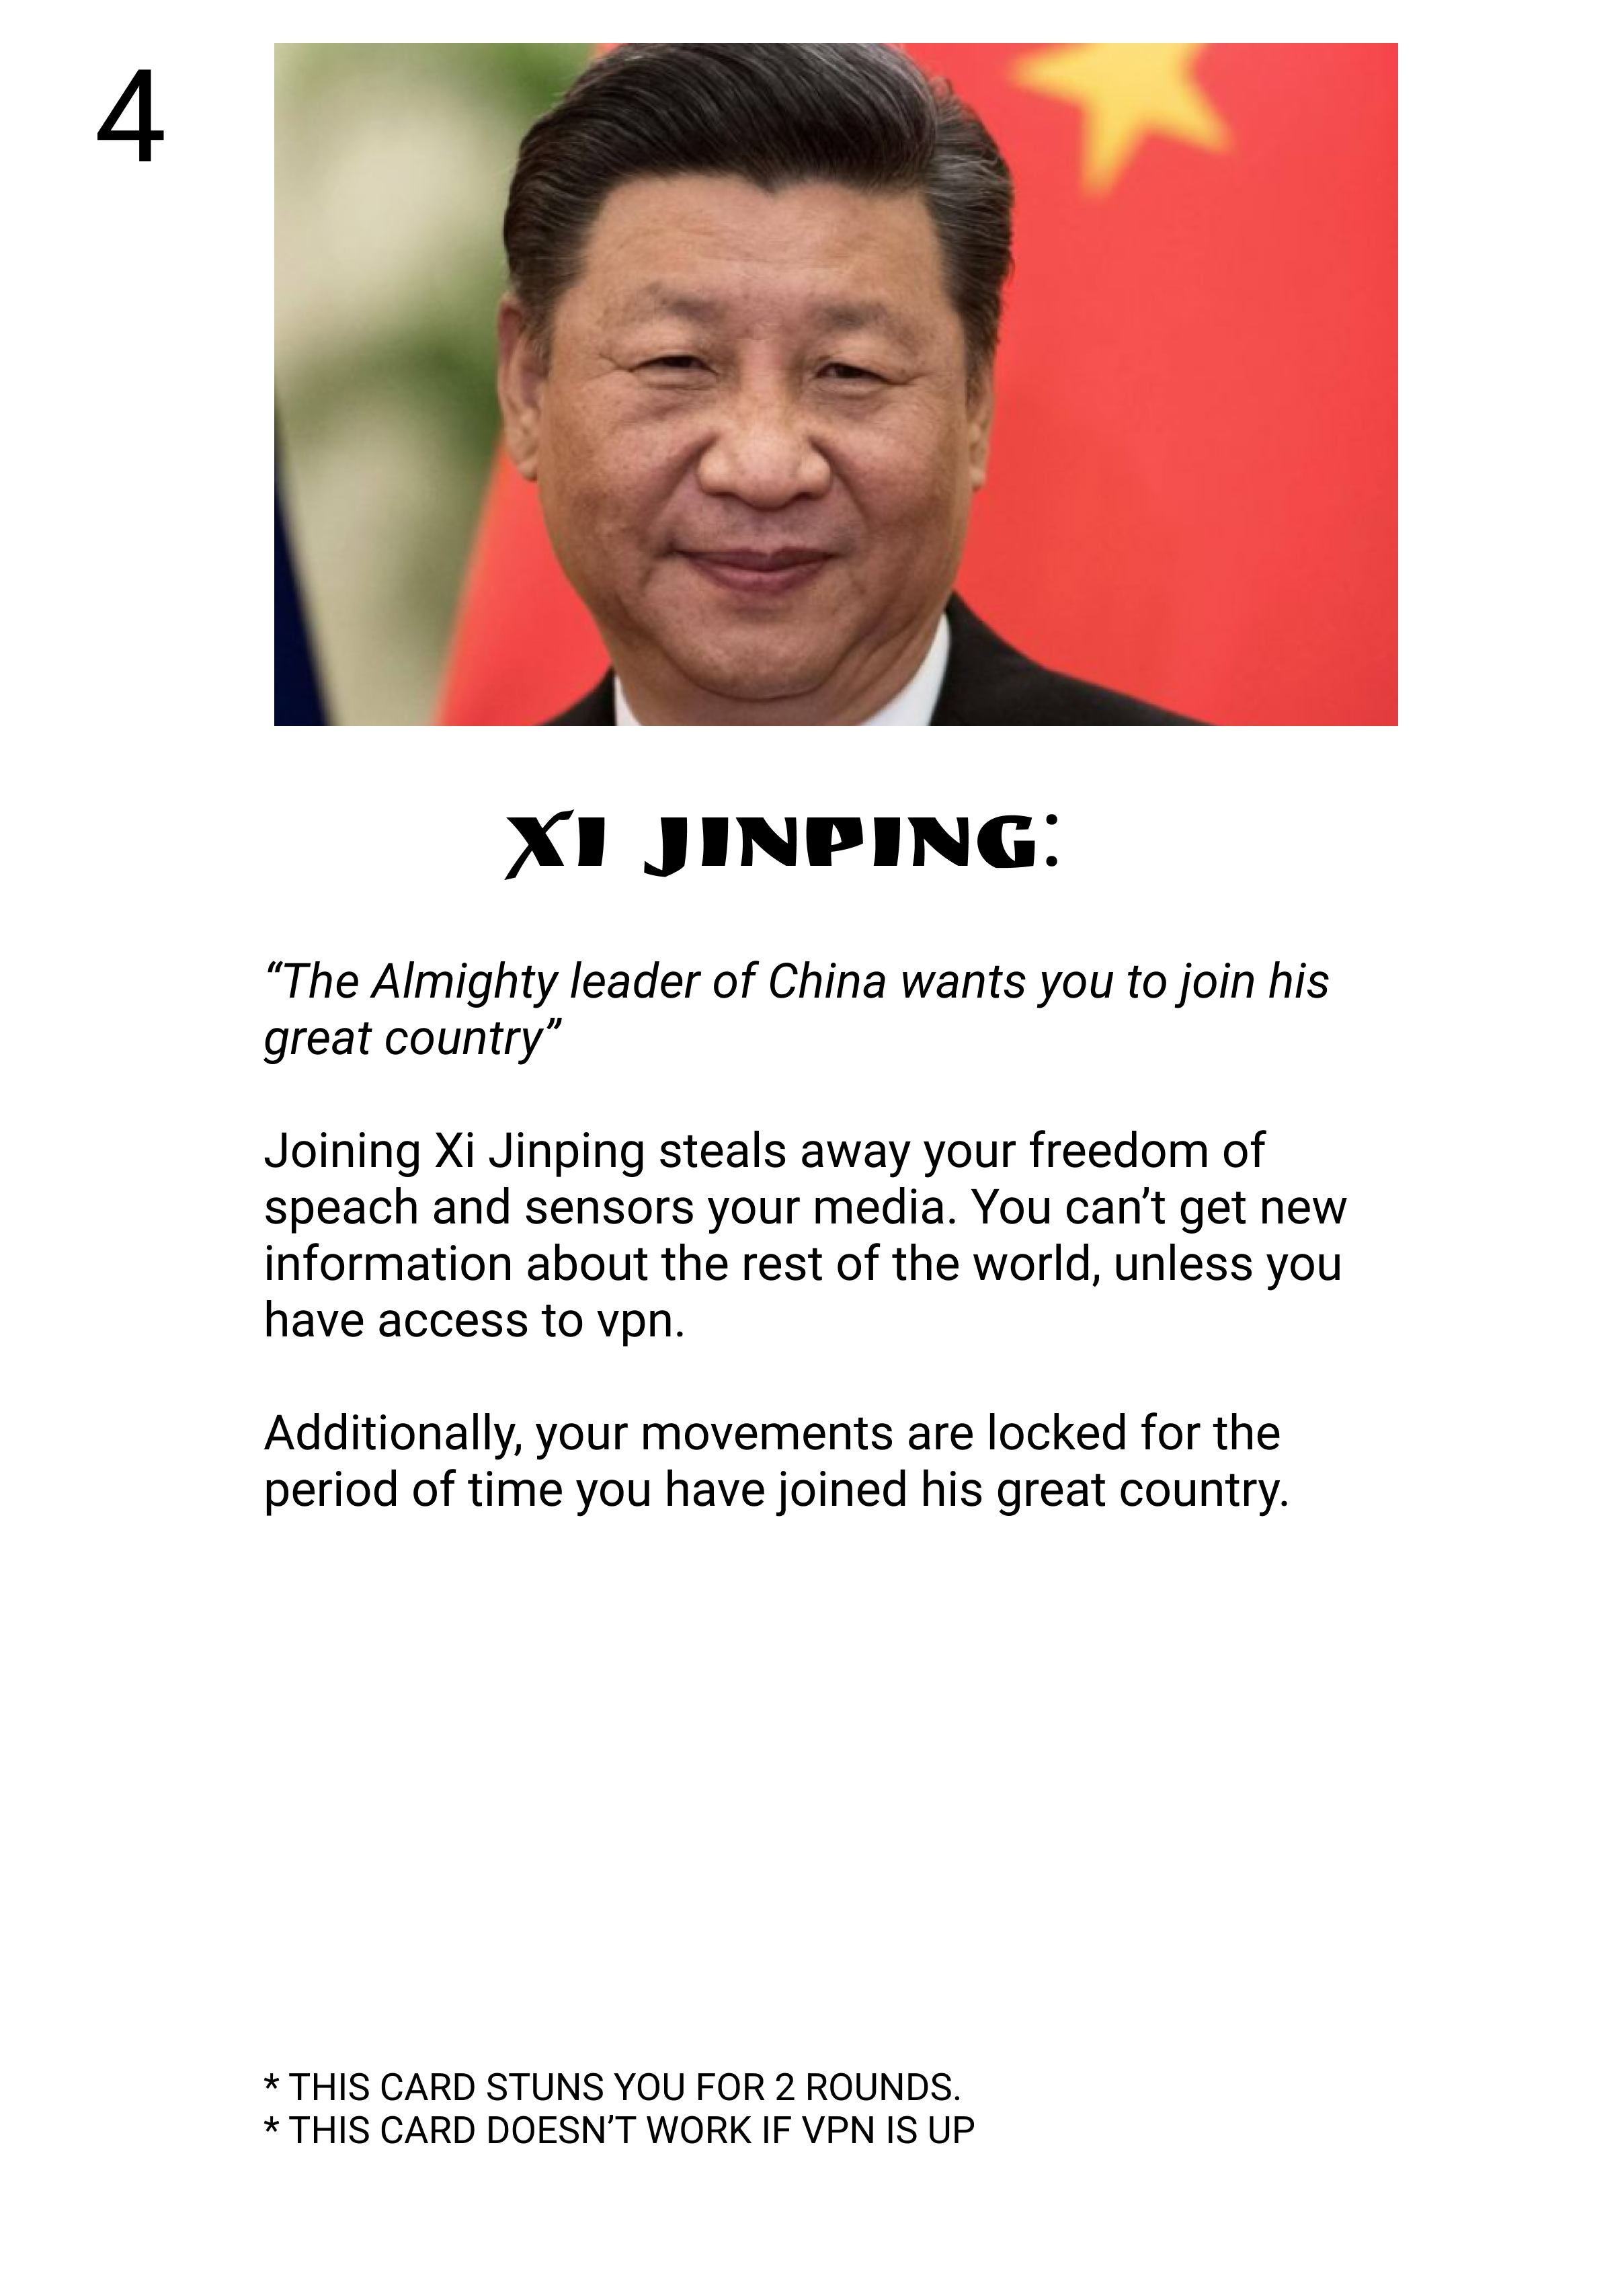 4
XI JINPING:
“The Almighty leader of China wants you to join his
great country”
Joining Xi Jinping steals away your freedom of
speach and sensors your media. You can’t get new
information about the rest of the world, unless you
have access to vpn.
Additionally, your movements are locked for the
period of time you have joined his great country.
* THIS CARD STUNS YOU FOR 2 ROUNDS.
* THIS CARD DOESN’T WORK IF VPN IS UP